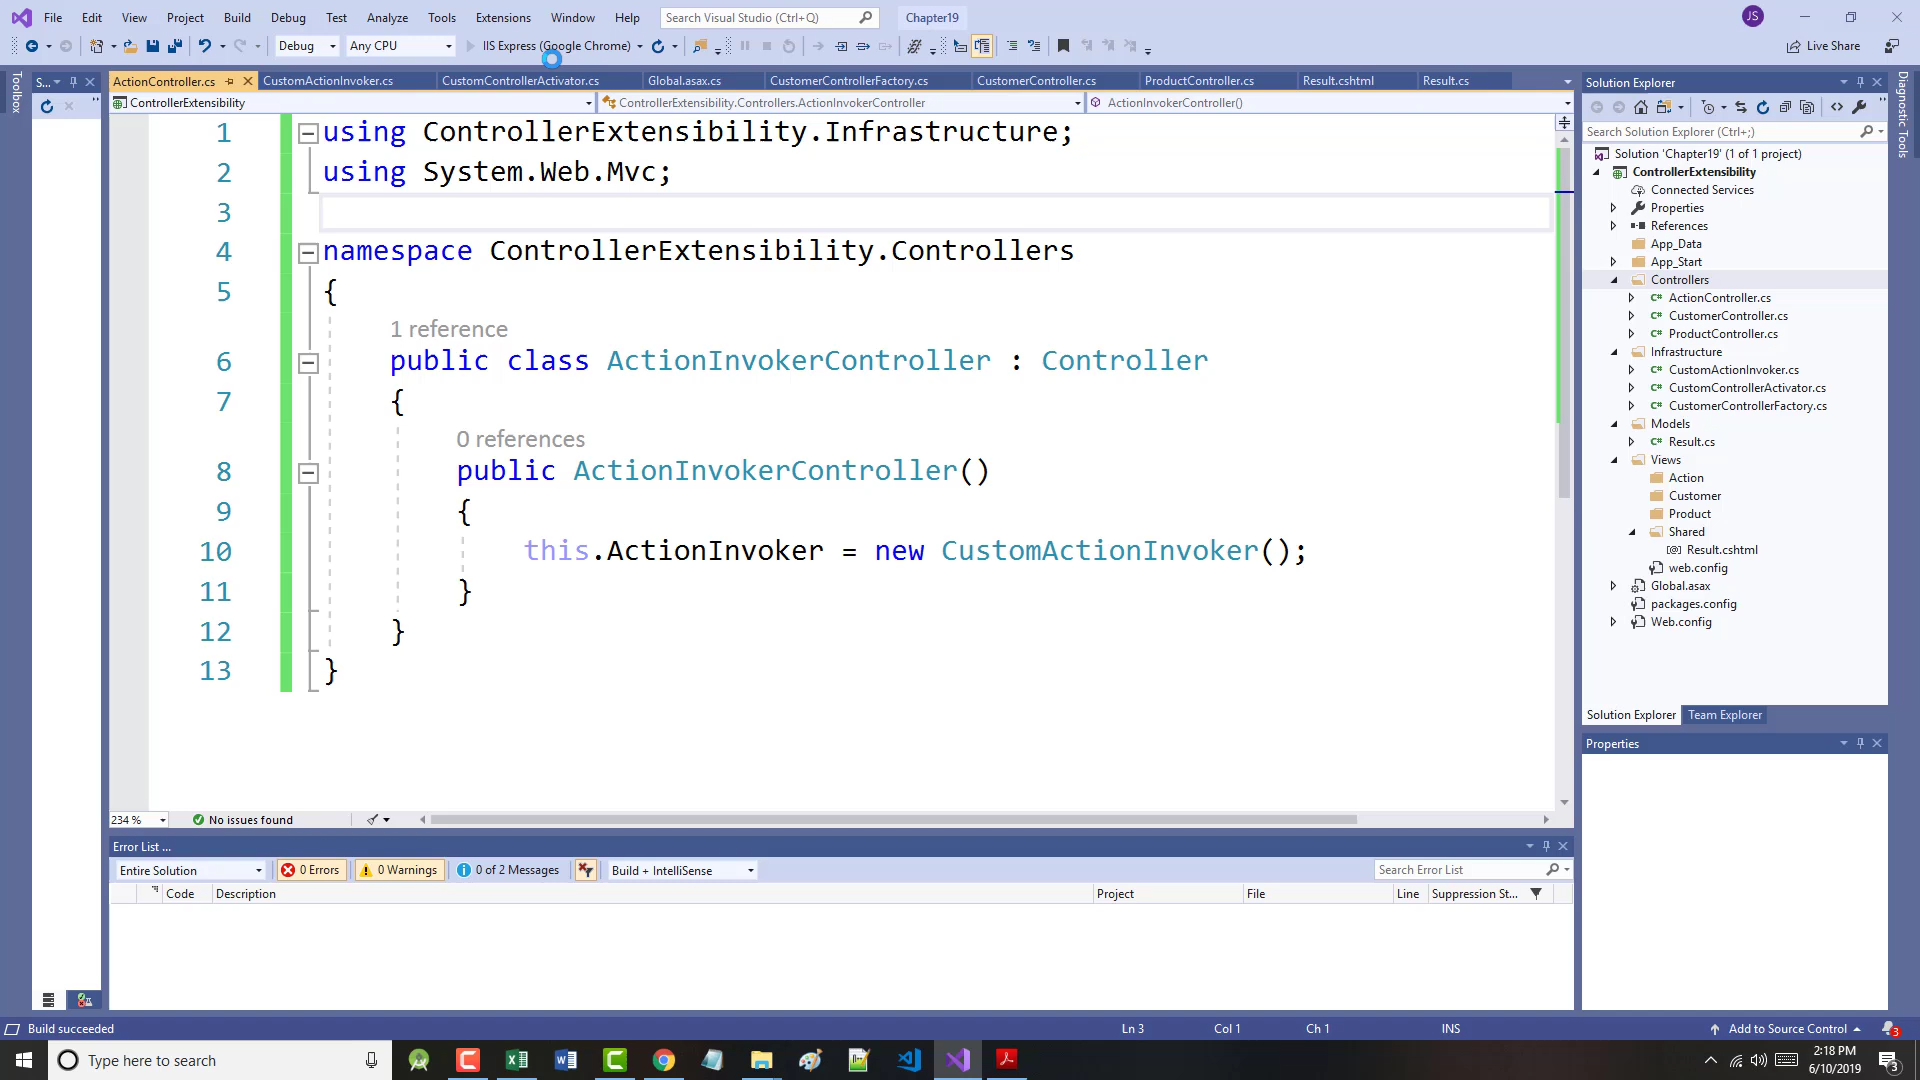 File Edit View Project Build Debug Test Analyze Tools Extensions Window Help Search Visual Studio (Ctrl+Q) Chapter19 JS
Debug Any CPU IIS Express (Google Chrome) Live Share
S... ActionController.cs CustomActionInvoker.cs CustomControllerActivator.cs Global.asax.cs CustomerControllerFactory.cs CustomerController.cs ProductController.cs Result.cshtml Result.cs Solution Explorer
Toolbox
Diagnostic Tools
ControllerExtensibility ControllerExtensibility.Controllers.ActionInvokerController ActionInvokerController()
1 using ControllerExtensibility.Infrastructure;
2 using System.Web.Mvc;
3
4 namespace ControllerExtensibility.Controllers
5 {
1 reference
6 public class ActionInvokerController : Controller
7 {
0 references
8 public ActionInvokerController()
9 {
10 this.ActionInvoker = new CustomActionInvoker();
11 }
12 }
13 }
234 % No issues found
Search Solution Explorer (Ctrl+;)
Solution 'Chapter19' (1 of 1 project)
ControllerExtensibility
Connected Services
Properties
References
App_Data
App_Start
Controllers
C# ActionController.cs
C# CustomerController.cs
C# ProductController.cs
Infrastructure
C# CustomActionInvoker.cs
C# CustomControllerActivator.cs
C# CustomerControllerFactory.cs
Models
C# Result.cs
Views
Action
Customer
Product
Shared
Result.cshtml
web.config
Global.asax
packages.config
Web.config
Solution Explorer Team Explorer
Properties
Error List ...
Entire Solution 0 Errors 0 Warnings 0 of 2 Messages Build + IntelliSense Search Error List
Code Description Project File Line Suppression St...
Build succeeded Ln 3 Col 1 Ch 1 INS Add to Source Control 3
Type here to search
2:18 PM
6/10/2019
3